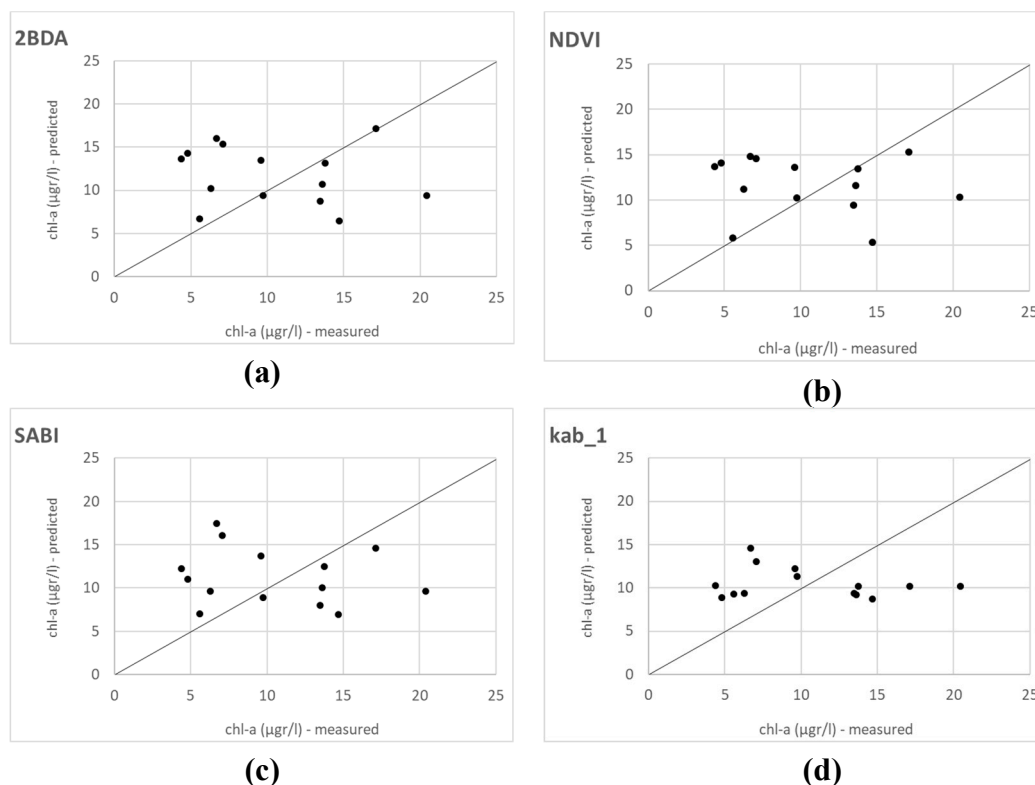 2BDA
25
20
15
10
5
0
chl-a (µgr/l) - predicted
0 5 10 15 20 25
chl-a (µgr/l) - measured
(a)
NDVI
25
20
15
10
5
0
chl-a (µgr/l) - predicted
0 5 10 15 20 25
chl-a (µgr/l) - measured
(b)
SABI
25
20
15
10
5
0
chl-a (µgr/l) - predicted
0 5 10 15 20 25
chl-a (µgr/l) - measured
(c)
kab_1
25
20
15
10
5
0
chl-a (µgr/l) - predicted
0 5 10 15 20 25
chl-a (µgr/l) - measured
(d)